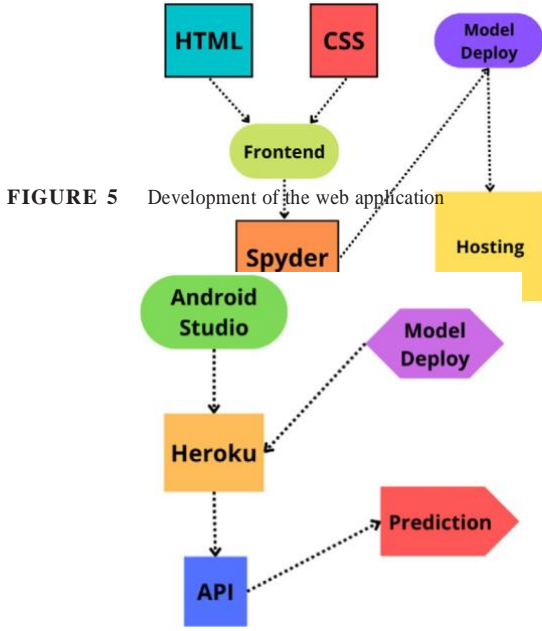 HTML
CSS
Model
Deploy
Frontend
FIGURE 5 Development of the web application
Spyder
Hosting
Android
Studio
Model
Deploy
Heroku
Prediction
API